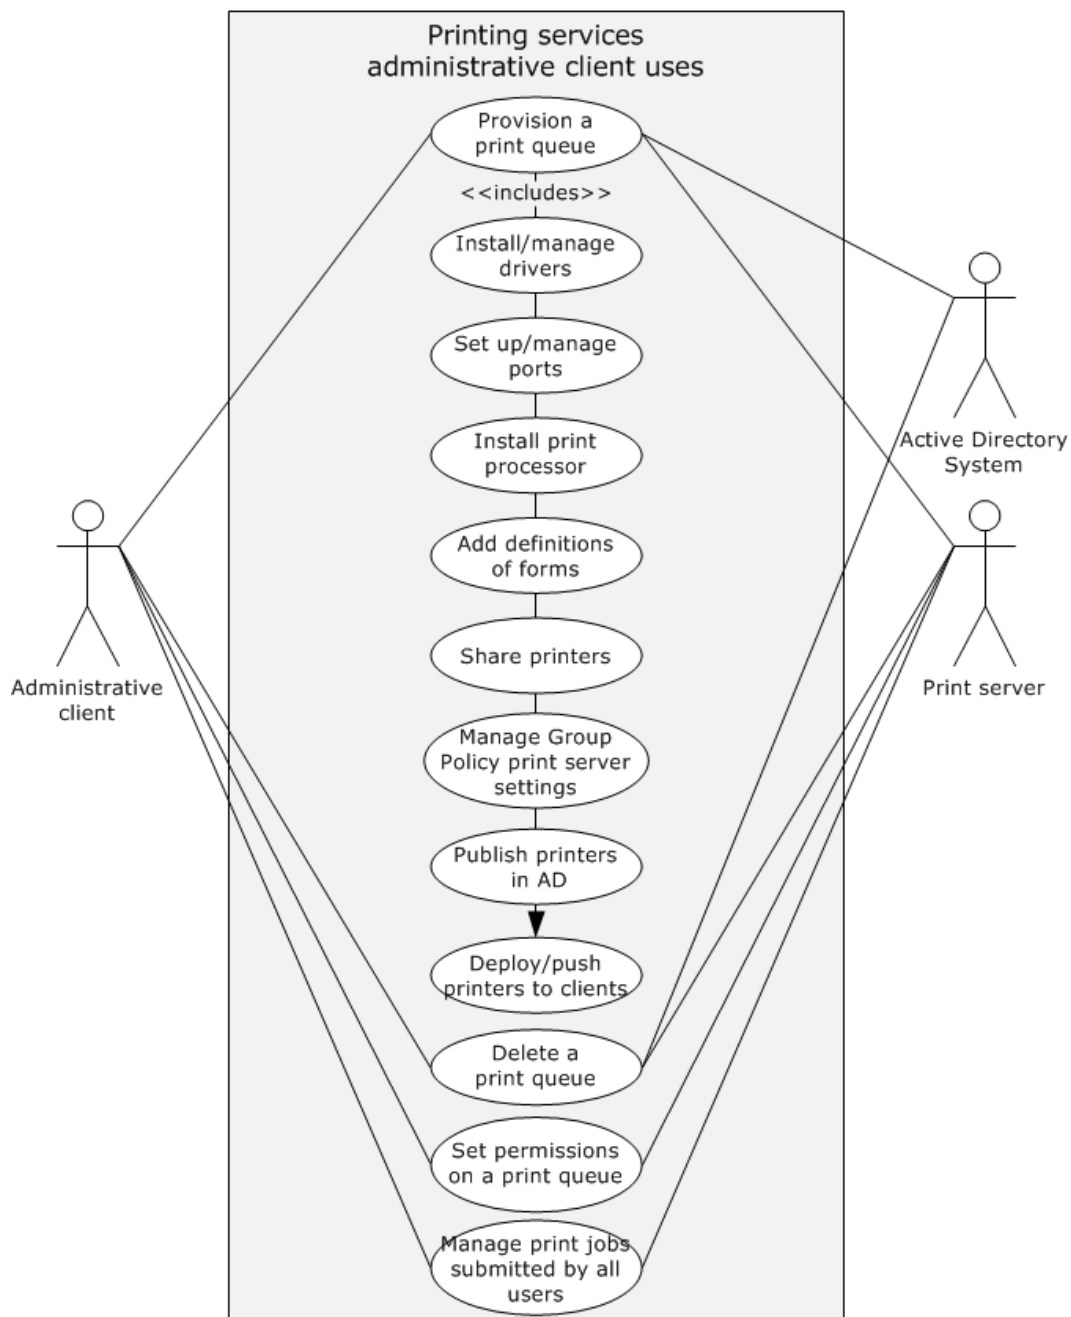 Printing services
administrative client uses
Provision a
print queue
<<includes>>
Install/manage
drivers
Set up/manage
ports
Active Directory
System
Install print
processor
Add definitions
of forms
Share printers
Administrative
client
Print server
Manage Group
Policy print server
settings
Publish printers
in AD
Deploy/push
printers to clients
Delete a
print queue
Set permissions
on a print queue
Manage print jobs
submitted by all
users